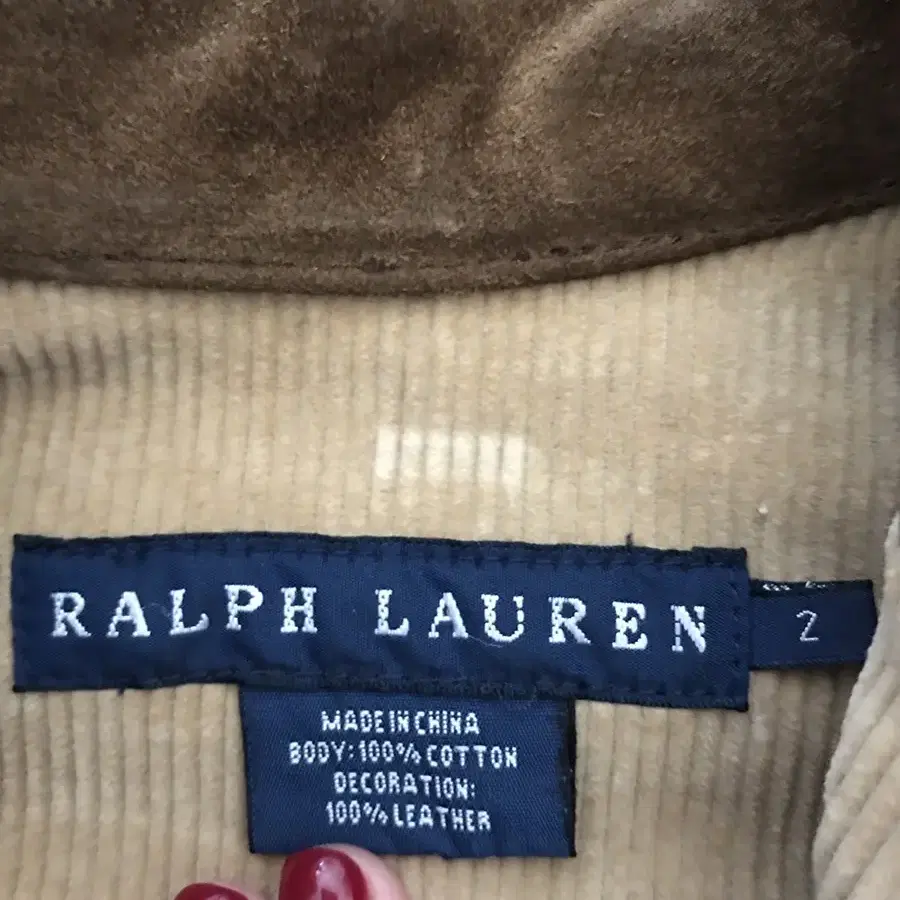 RALPH LAUREN
2
MADE IN CHINA
BODY: 100% COTTON
DECORATION:
100% LEATHER